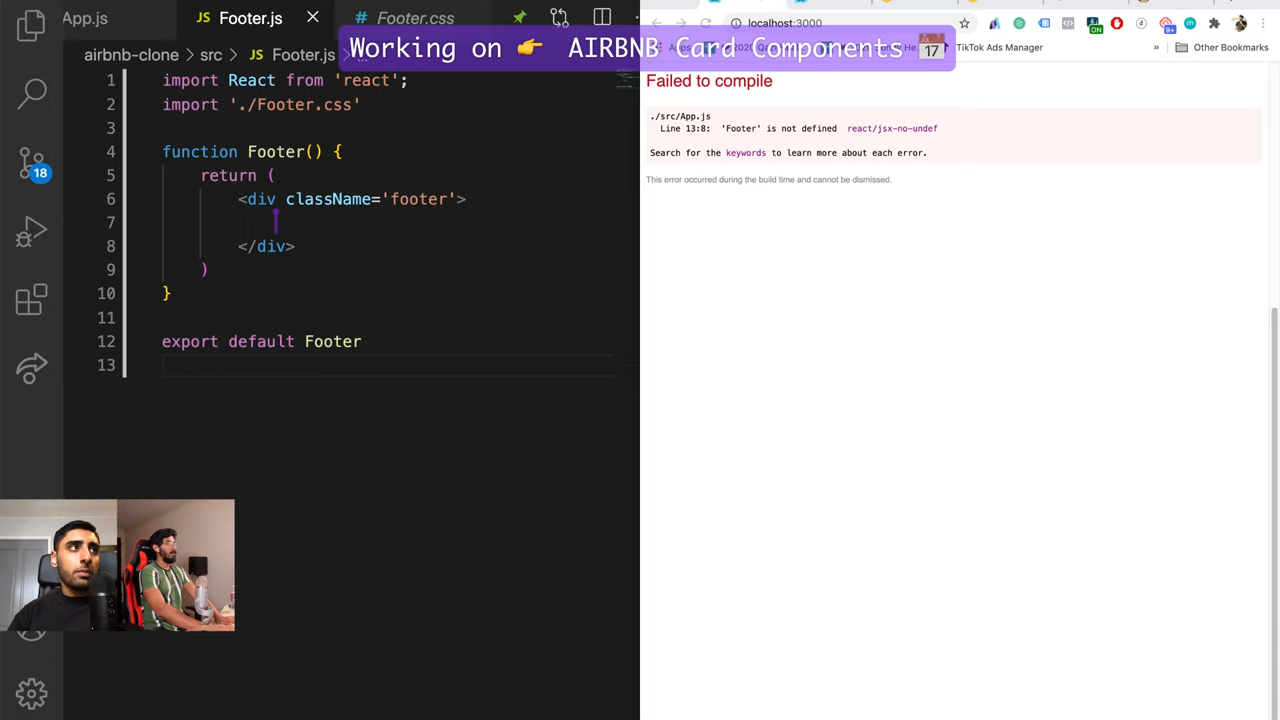 App.js
JS Footer.js
# Footer.css
Working on 👉 AIRBNB Card Components 📅
airbnb-clone > src > JS Footer.js >
18
1 import React from 'react';
2 import './Footer.css'
3
4 function Footer() {
5 return (
6 <div className='footer'>
7
8 </div>
9 )
10 }
11
12 export default Footer
13
localhost:3000
TikTok Ads Manager
» Other Bookmarks
Failed to compile
./src/App.js
Line 13:8: 'Footer' is not defined react/jsx-no-undef
Search for the keywords to learn more about each error.
This error occurred during the build time and cannot be dismissed.